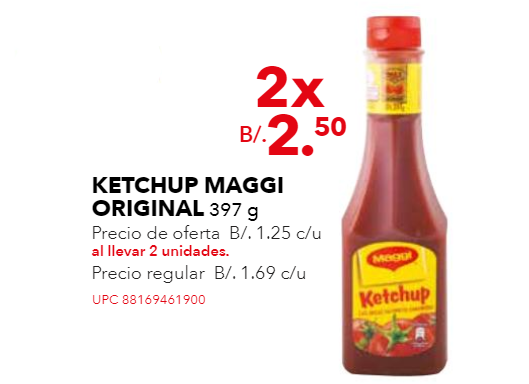 2x
B/. 2.50
KETCHUP MAGGI
ORIGINAL 397 g
Precio de oferta B/. 1.25 c/u
al llevar 2 unidades.
Precio regular B/. 1.69 c/u
UPC 88169461900
Maggi
Ketchup